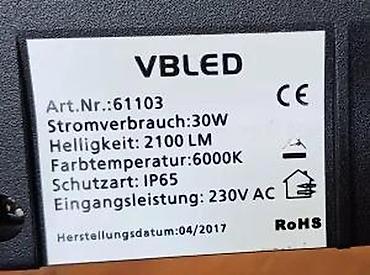 VBLED
Art.Nr.:61103
CE
Stromverbrauch:30W
Helligkeit: 2100 LM
Farbtemperatur:6000K
Schutzart: IP65
Eingangsleistung: 230V AC
Herstellungsdatum:04/2017
RoHS